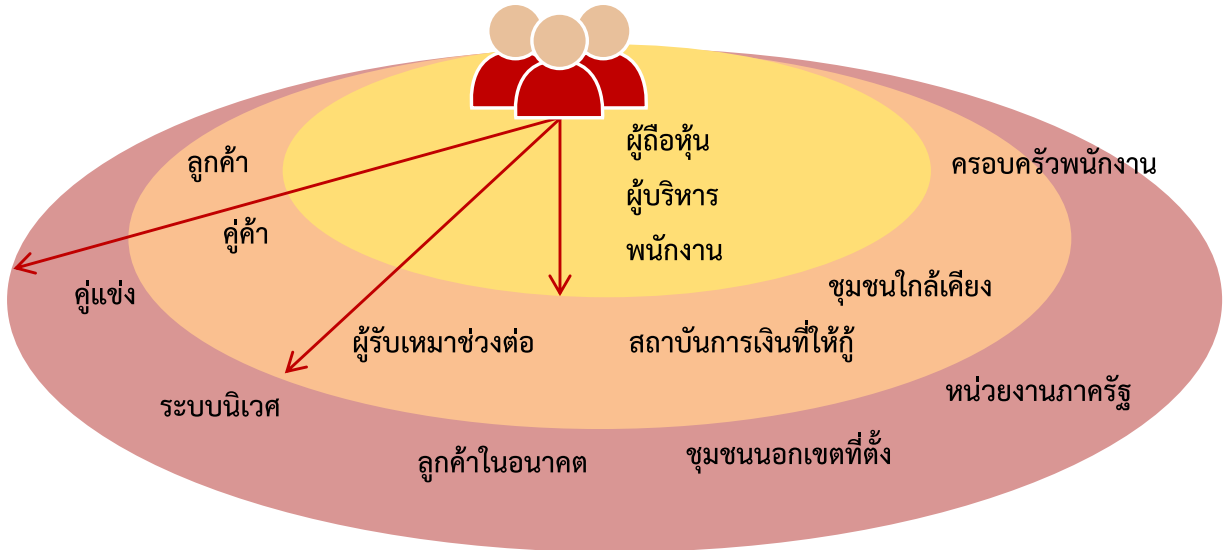 ผู้ถือหุ้น
ผู้บริหาร
พนักงาน
ลูกค้า
คู่ค้า
ผู้รับเหมาช่วงต่อ
สถาบันการเงินที่ให้กู้
ชุมชนใกล้เคียง
ครอบครัวพนักงาน
คู่แข่ง
ระบบนิเวศ
ลูกค้าในอนาคต
ชุมชนนอกเขตที่ตั้ง
หน่วยงานภาครัฐ